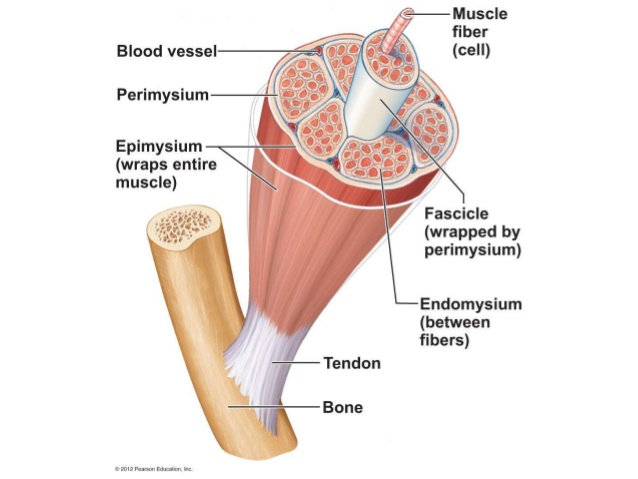 Muscle
fiber
(cell)
Blood vessel
Perimysium
Epimysium
(wraps entire
muscle)
Fascicle
(wrapped by
perimysium)
Endomysium
(between
fibers)
Tendon
Bone
© 2012 Pearson Education, Inc.